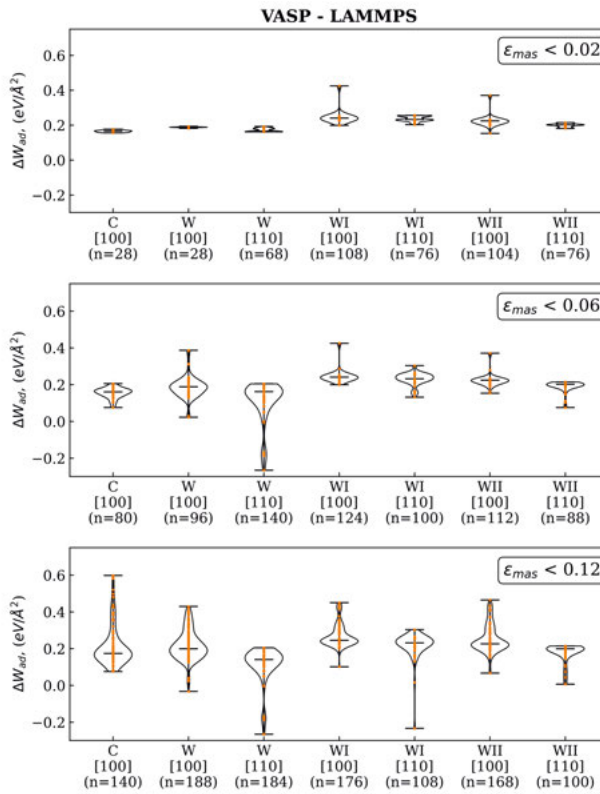 VASP - LAMMPS
ε_mas < 0.02
ΔW_ad, (eV/Å²)
0.6
0.4
0.2
0.0
−0.2
C W W WI WI WII WII
[100] [100] [110] [100] [110] [100] [110]
(n=28) (n=28) (n=68) (n=108) (n=76) (n=104) (n=76)
ε_mas < 0.06
ΔW_ad, (eV/Å²)
0.6
0.4
0.2
0.0
−0.2
C W W WI WI WII WII
[100] [100] [110] [100] [110] [100] [110]
(n=80) (n=96) (n=140) (n=124) (n=100) (n=112) (n=88)
ε_mas < 0.12
ΔW_ad, (eV/Å²)
0.6
0.4
0.2
0.0
−0.2
C W W WI WI WII WII
[100] [100] [110] [100] [110] [100] [110]
(n=140) (n=188) (n=184) (n=176) (n=108) (n=168) (n=100)